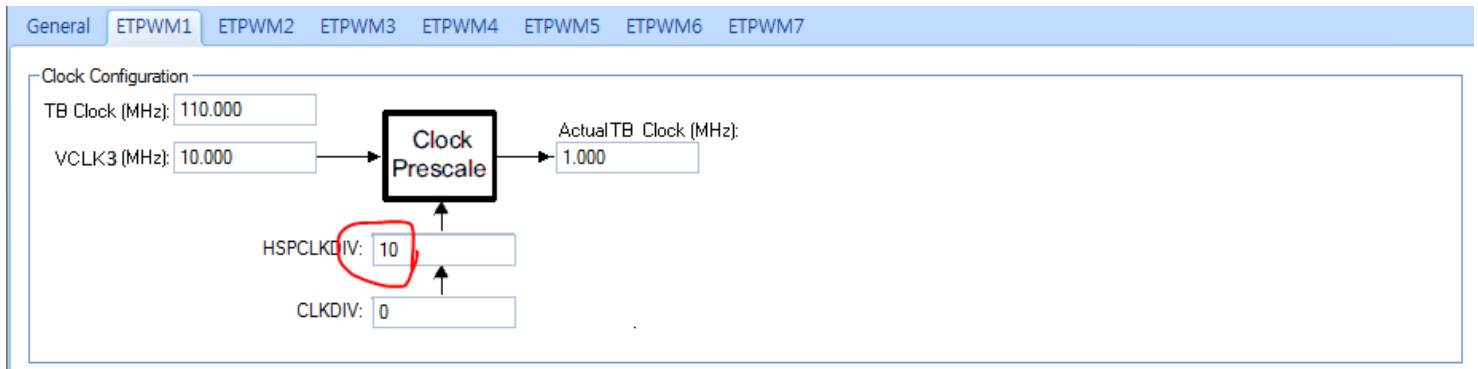 General ETPWM1 ETPWM2 ETPWM3 ETPWM4 ETPWM5 ETPWM6 ETPWM7
Clock Configuration
TB Clock (MHz): 110.000
VCLK3 (MHz): 10.000
Clock
Prescale
Actual TB Clock (MHz):
1.000
HSPCLKDIV: 10
CLKDIV: 0